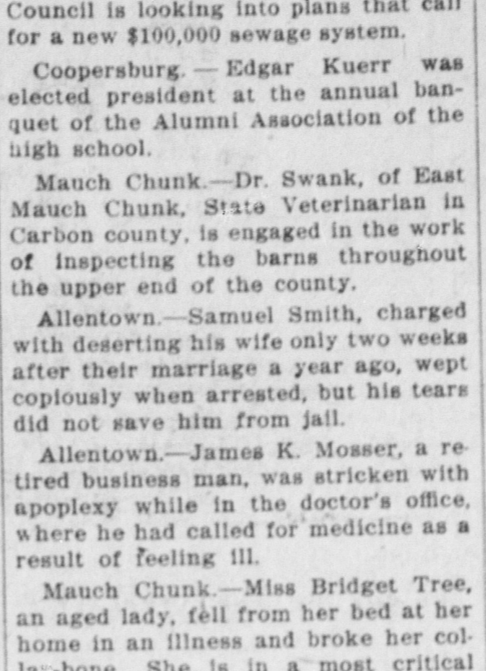 Council is looking into plans that call
for a new $100,000 sewage system.
Coopersburg. — Edgar Kuerr was
elected president at the annual ban-
quet of the Alumni Association of the
high school.
Mauch Chunk.—Dr. Swank, of East
Mauch Chunk, State Veterinarian in
Carbon county, is engaged in the work
of inspecting the barns throughout
the upper end of the county.
Allentown.—Samuel Smith, charged
with deserting his wife only two weeks
after their marriage a year ago, wept
copiously when arrested, but his tears
did not save him from jail.
Allentown.—James K. Mosser, a re-
tired business man, was stricken with
apoplexy while in the doctor's office,
where he had called for medicine as a
result of feeling ill.
Mauch Chunk.—Miss Bridget Tree,
an aged lady, fell from her bed at her
home in an illness and broke her col-
lar-bone. She is in a most critical